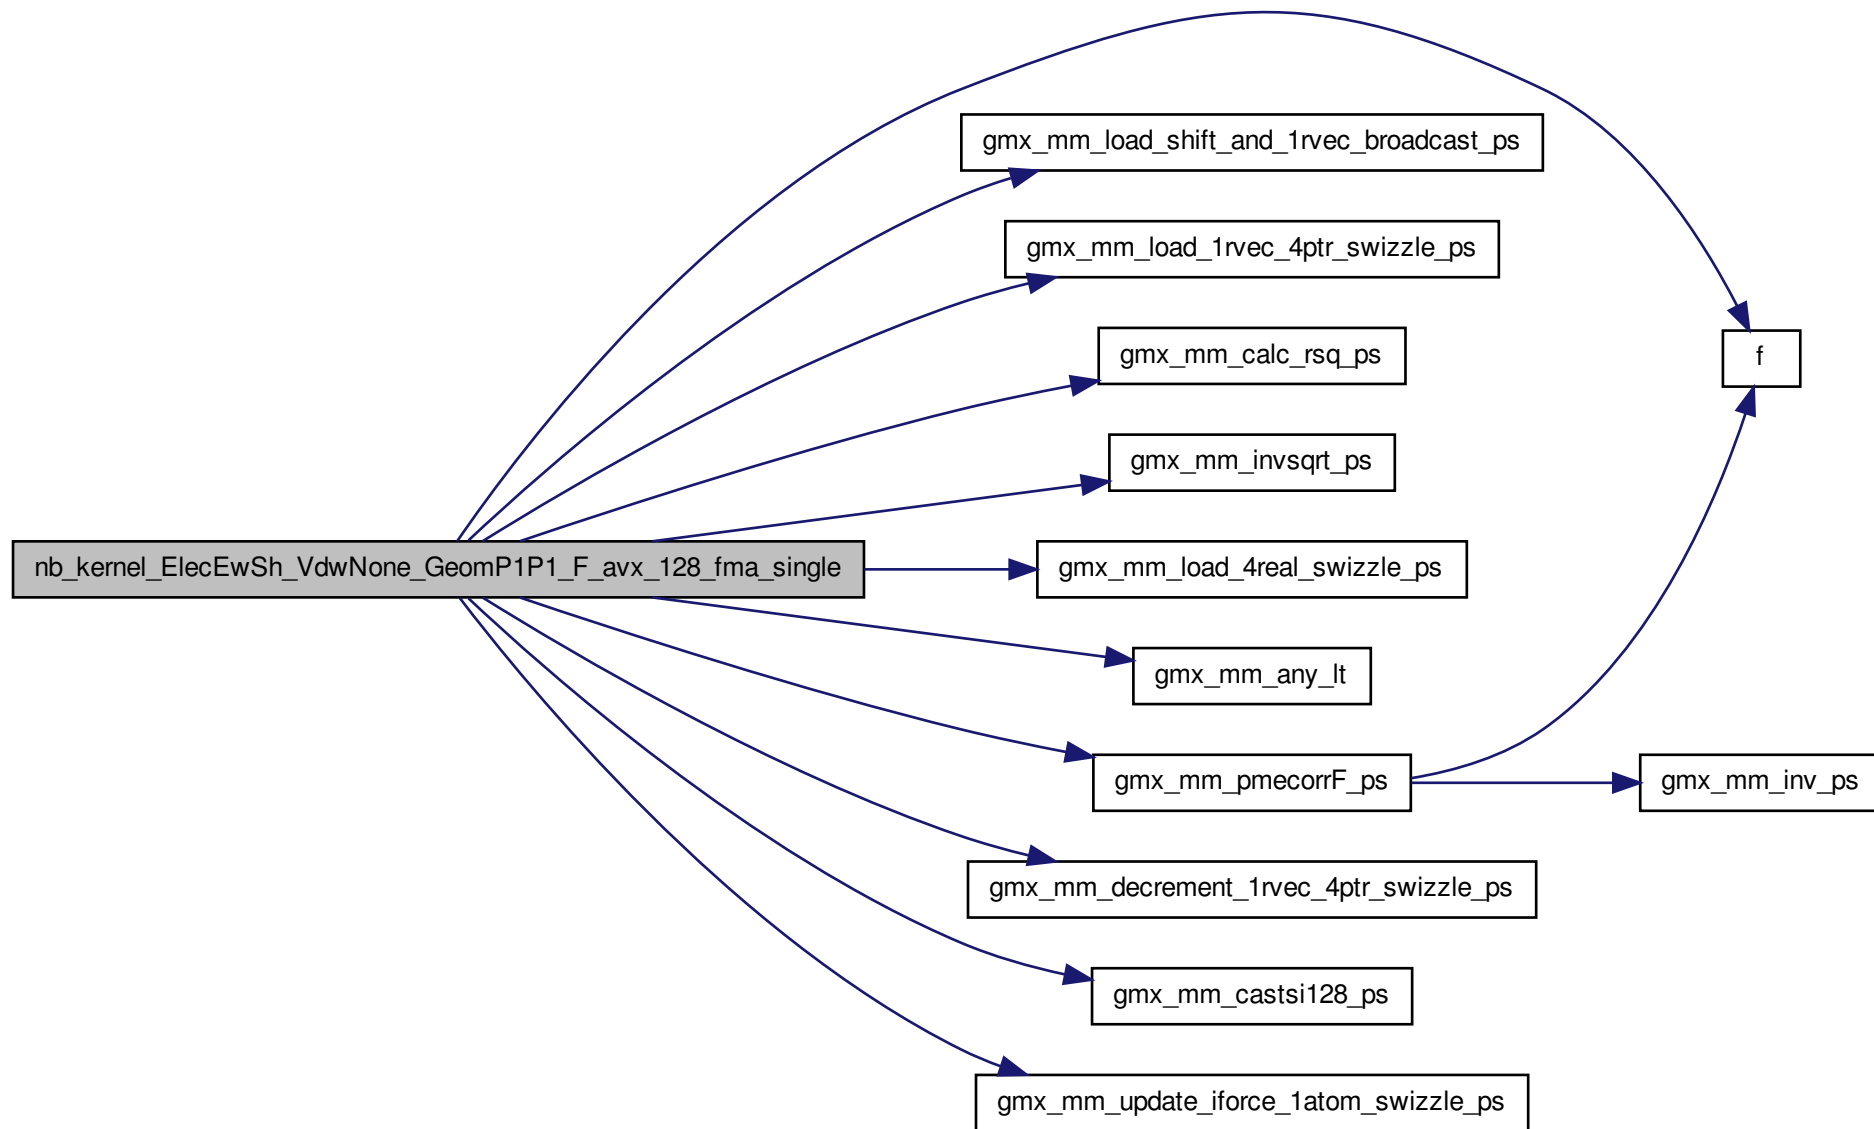 gmx_mm_load_shift_and_1rvec_broadcast_ps
gmx_mm_load_1rvec_4ptr_swizzle_ps
gmx_mm_calc_rsq_ps
f
gmx_mm_invsqrt_ps
nb_kernel_ElecEwSh_VdwNone_GeomP1P1_F_avx_128_fma_single
gmx_mm_load_4real_swizzle_ps
gmx_mm_any_lt
gmx_mm_pmecorrF_ps
gmx_mm_inv_ps
gmx_mm_decrement_1rvec_4ptr_swizzle_ps
gmx_mm_castsi128_ps
gmx_mm_update_iforce_1atom_swizzle_ps